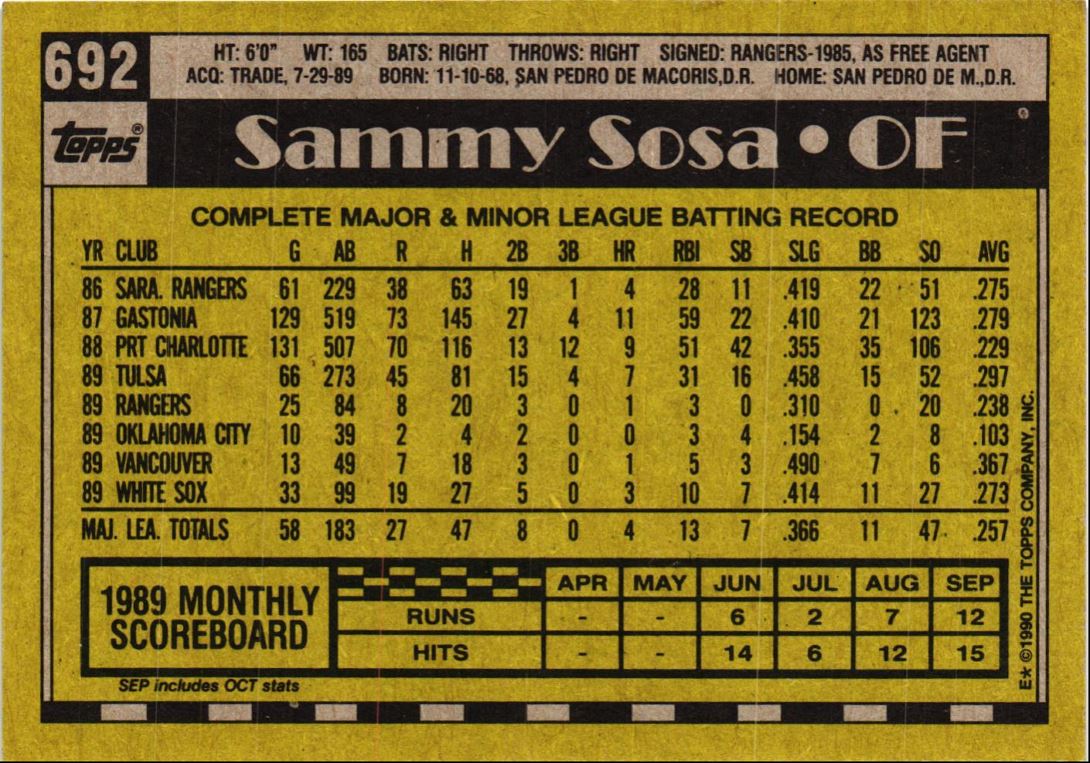 692
HT: 6'0" WT: 165 BATS: RIGHT THROWS: RIGHT SIGNED: RANGERS-1985, AS FREE AGENT
ACQ: TRADE, 7-29-89 BORN: 11-10-68, SAN PEDRO DE MACORIS,D.R. HOME: SAN PEDRO DE M.,D.R.
Topps®
Sammy Sosa • OF
COMPLETE MAJOR & MINOR LEAGUE BATTING RECORD
YR CLUB G AB R H 2B 3B HR RBI SB SLG BB SO AVG
86 SARA. RANGERS 61 229 38 63 19 1 4 28 11 .419 22 51 .275
87 GASTONIA 129 519 73 145 27 4 11 59 22 .410 21 123 .279
88 PRT CHARLOTTE 131 507 70 116 13 12 9 51 42 .355 35 106 .229
89 TULSA 66 273 45 81 15 4 7 31 16 .458 15 52 .297
89 RANGERS 25 84 8 20 3 0 1 3 0 .310 0 20 .238
89 OKLAHOMA CITY 10 39 2 4 2 0 0 3 4 .154 2 8 .103
89 VANCOUVER 13 49 7 18 3 0 1 5 3 .490 7 6 .367
89 WHITE SOX 33 99 19 27 5 0 3 10 7 .414 11 27 .273
MAJ. LEA. TOTALS 58 183 27 47 8 0 4 13 7 .366 11 47 .257
1989 MONTHLY
SCOREBOARD
APR MAY JUN JUL AUG SEP
RUNS - - 6 2 7 12
HITS - - 14 6 12 15
SEP includes OCT stats
E* ©1990 THE TOPPS COMPANY, INC.